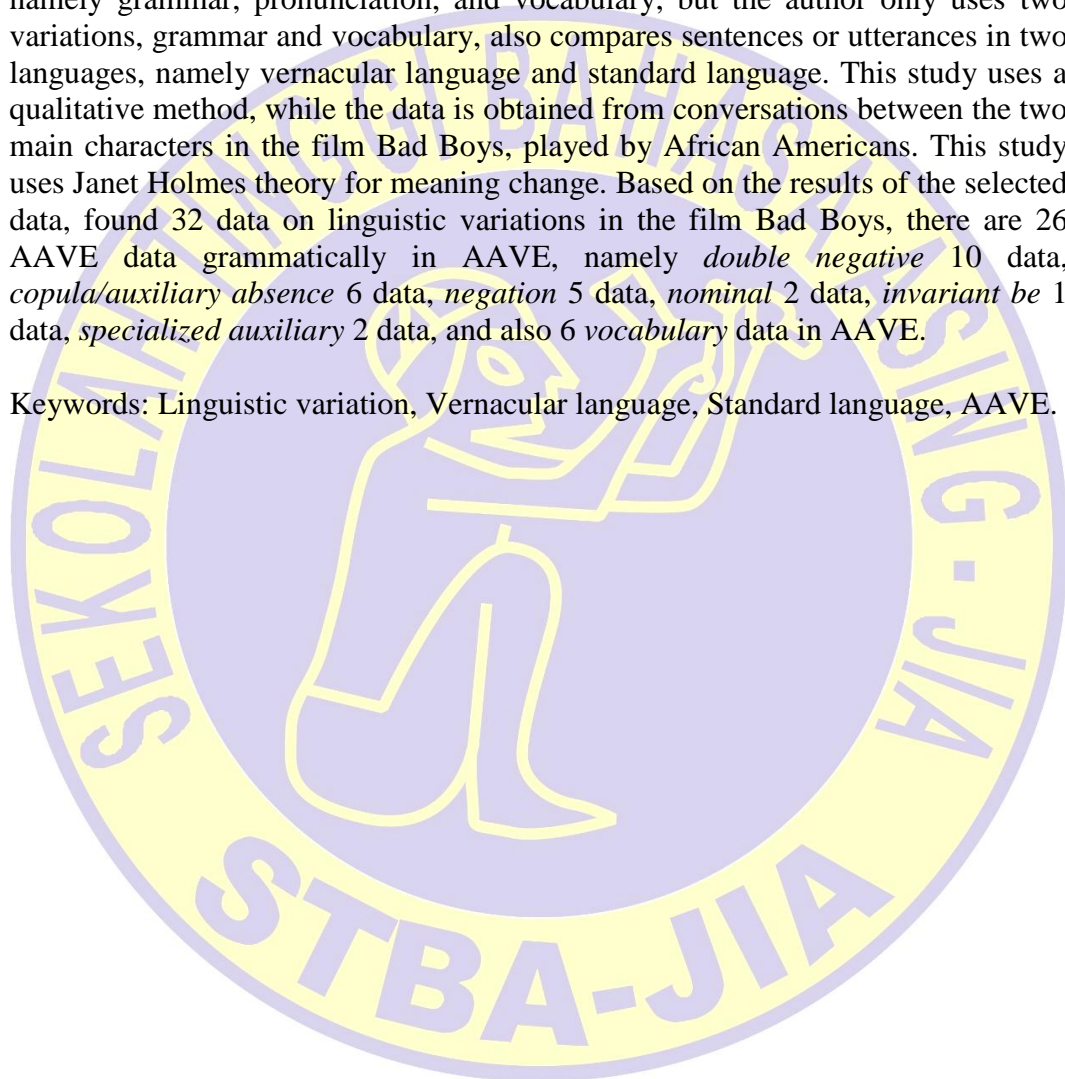 namely grammar, pronunciation, and vocabulary, but the author only uses two
variations, grammar and vocabulary, also compares sentences or utterances in two
languages, namely vernacular language and standard language. This study uses a
qualitative method, while the data is obtained from conversations between the two
main characters in the film Bad Boys, played by African Americans. This study
uses Janet Holmes theory for meaning change. Based on the results of the selected
data, found 32 data on linguistic variations in the film Bad Boys, there are 26
AAVE data grammatically in AAVE, namely double negative 10 data,
copula/auxiliary absence 6 data, negation 5 data, nominal 2 data, invariant be 1
data, specialized auxiliary 2 data, and also 6 vocabulary data in AAVE.
Keywords: Linguistic variation, Vernacular language, Standard language, AAVE.
SEKOLAH TINGGI BAHASA ASING - JIA
STBA-JIA